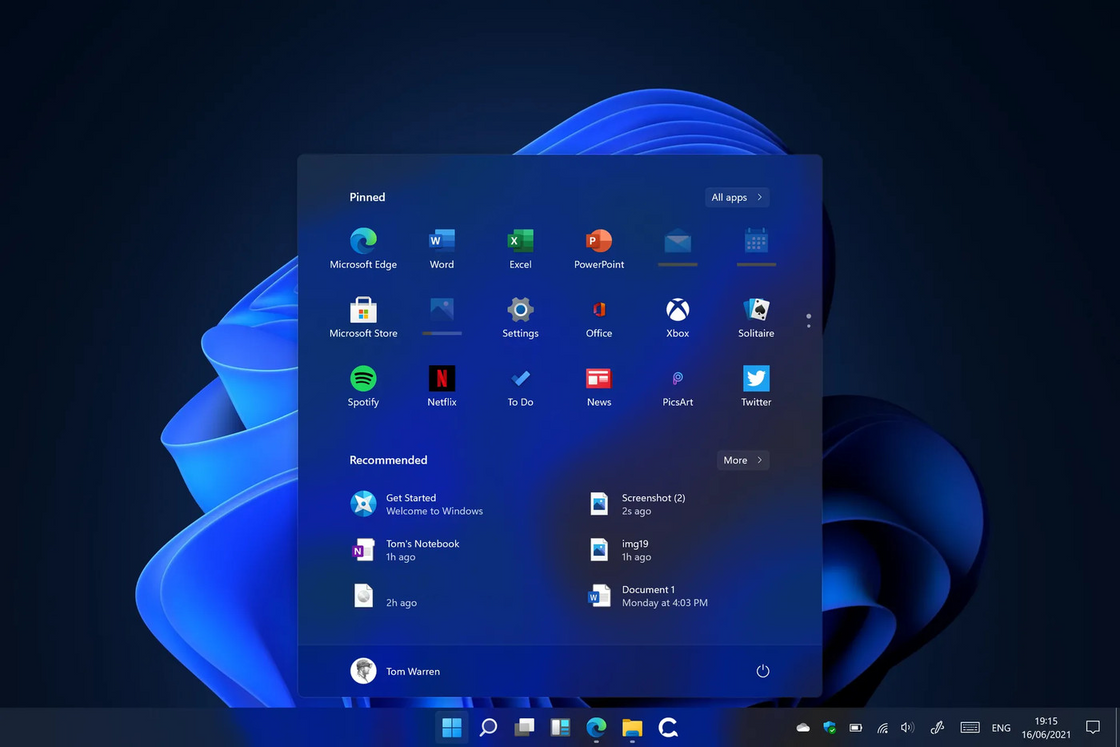 Pinned
All apps
Microsoft Edge
Word
Excel
PowerPoint
Microsoft Store
Settings
Office
Xbox
Solitaire
Spotify
Netflix
To Do
News
PicsArt
Twitter
Recommended
More
Get Started
Welcome to Windows
Screenshot (2)
2s ago
Tom's Notebook
1h ago
img19
1h ago
2h ago
Document 1
Monday at 4:03 PM
Tom Warren
ENG
19:15
16/06/2021